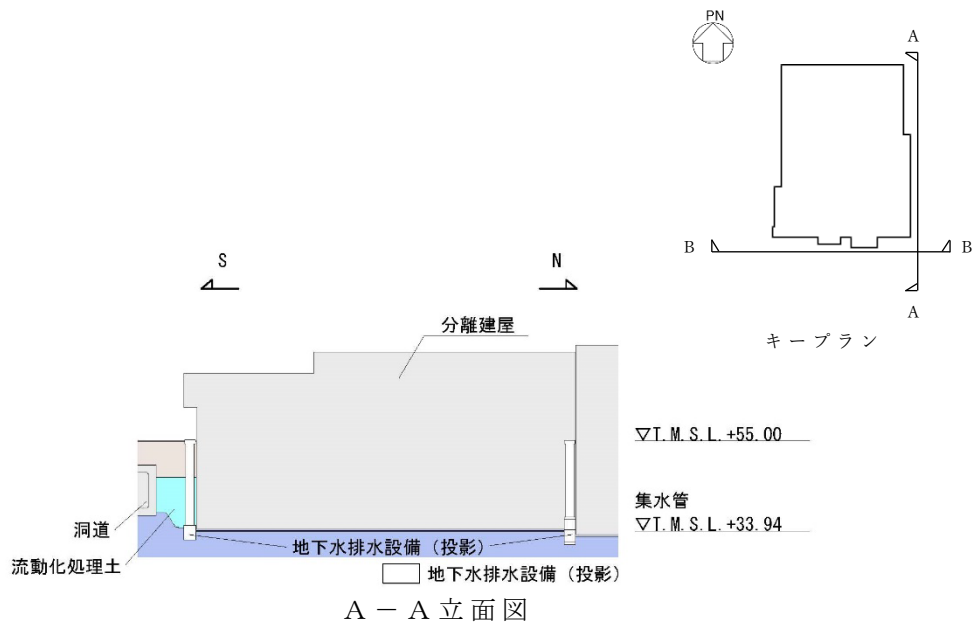 PN
A
B
B
A
キープラン
S
N
分離建屋
▽T.M.S.L.+55.00
集水管
▽T.M.S.L.+33.94
洞道
流動化処理土
地下水排水設備(投影)
地下水排水設備(投影)
A-A立面図